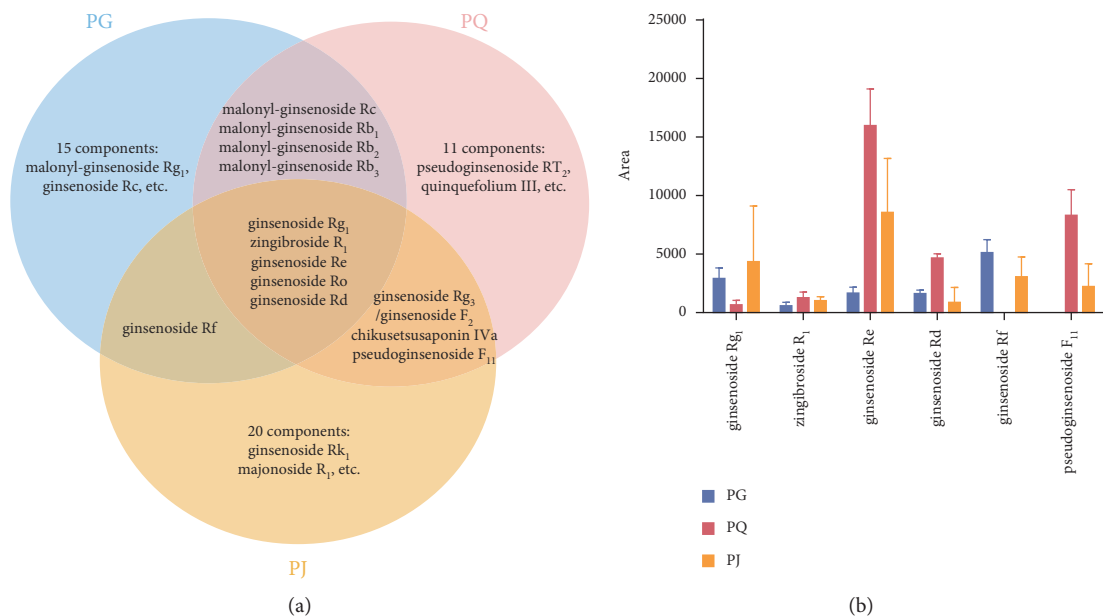 PG
PQ
15 components:
malonyl-ginsenoside Rg₁,
ginsenoside Rc, etc.
malonyl-ginsenoside Rc
malonyl-ginsenoside Rb₁
malonyl-ginsenoside Rb₂
malonyl-ginsenoside Rb₃
11 components:
pseudoginsenoside RT₂,
quinquefolium III, etc.
ginsenoside Rg₁
zingibroside R₁
ginsenoside Re
ginsenoside Ro
ginsenoside Rd
ginsenoside Rf
ginsenoside Rg₃
/ginsenoside F₂
chikusetsusaponin IVa
pseudoginsenoside F₁₁
20 components:
ginsenoside Rk₁
majonoside R₁, etc.
PJ
(a)
Area
25000
20000
15000
10000
5000
0
ginsenoside Rg₁
zingibroside R₁
ginsenoside Re
ginsenoside Rd
ginsenoside Rf
pseudoginsenoside F₁₁
PG
PQ
PJ
(b)